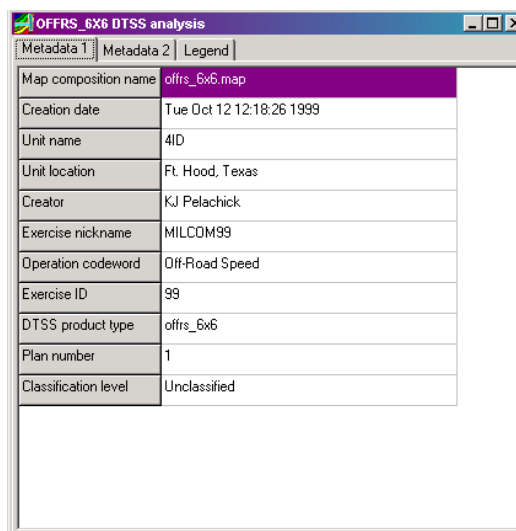 OFFRS_6X6 DTSS analysis
Metadata 1 Metadata 2 Legend
Map composition name offrs_6x6.map
Creation date Tue Oct 12 12:18:26 1999
Unit name 4ID
Unit location Ft. Hood, Texas
Creator KJ Pelachick
Exercise nickname MILCOM99
Operation codeword Off-Road Speed
Exercise ID 99
DTSS product type offrs_6x6
Plan number 1
Classification level Unclassified